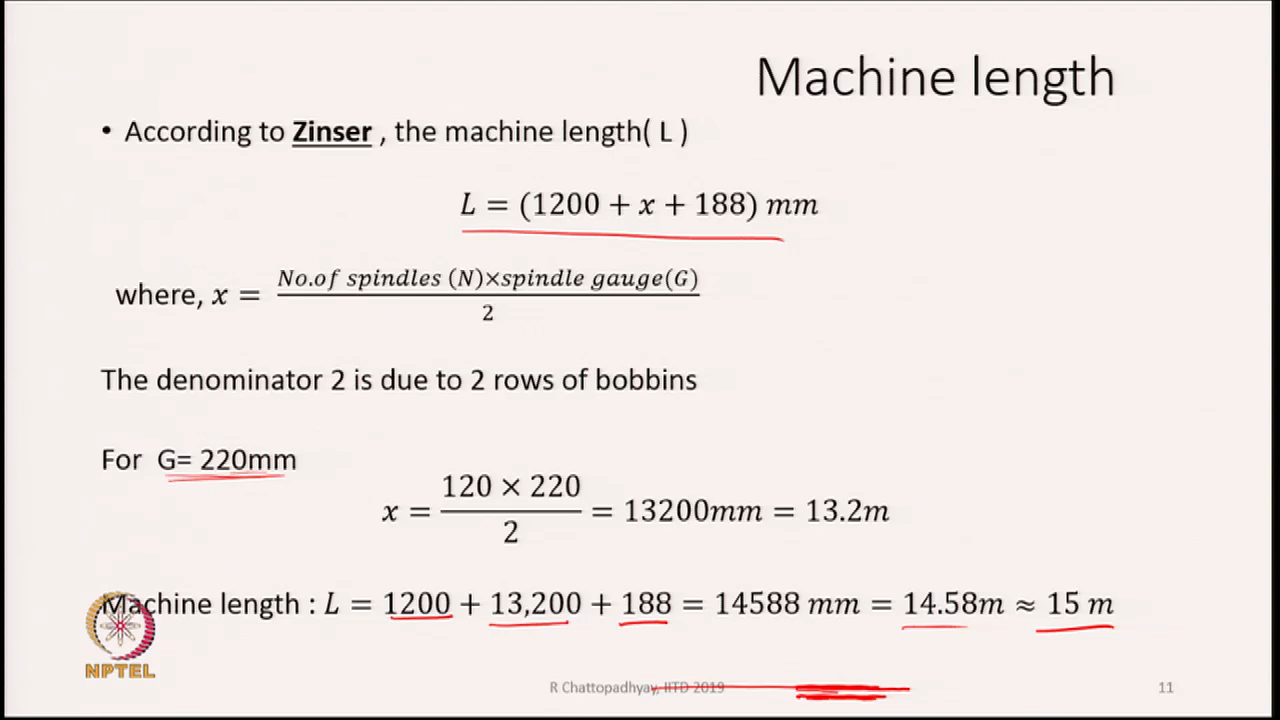 Machine length
• According to Zinser , the machine length( L )
L = (1200 + x + 188) mm
where, x = No.of spindles (N)×spindle gauge(G) / 2
The denominator 2 is due to 2 rows of bobbins
For G= 220mm
x = 120 × 220 / 2 = 13200mm = 13.2m
Machine length : L = 1200 + 13,200 + 188 = 14588 mm = 14.58m ≈ 15 m
NPTEL
R Chattopadhyay, IITD 2019
11